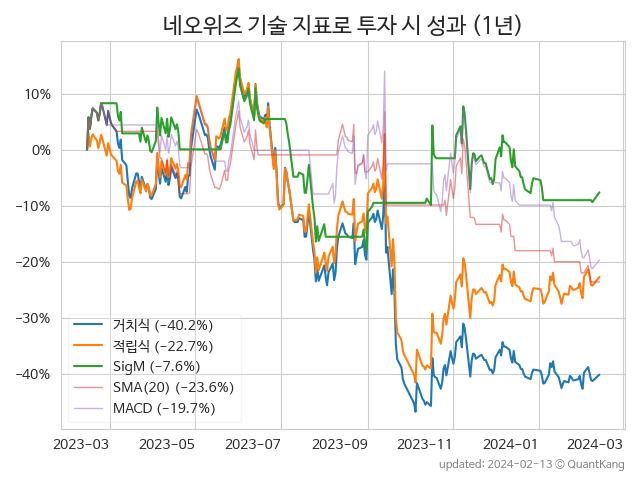 네오위즈 기술 지표로 투자 시 성과 (1년)
10%
0%
−10%
−20%
−30%
−40%
거치식 (−40.2%)
적립식 (−22.7%)
SigM (−7.6%)
SMA(20) (−23.6%)
MACD (−19.7%)
2023−03
2023−05
2023−07
2023−09
2023−11
2024−01
2024−03
updated: 2024−02−13 ⓒ QuantKang